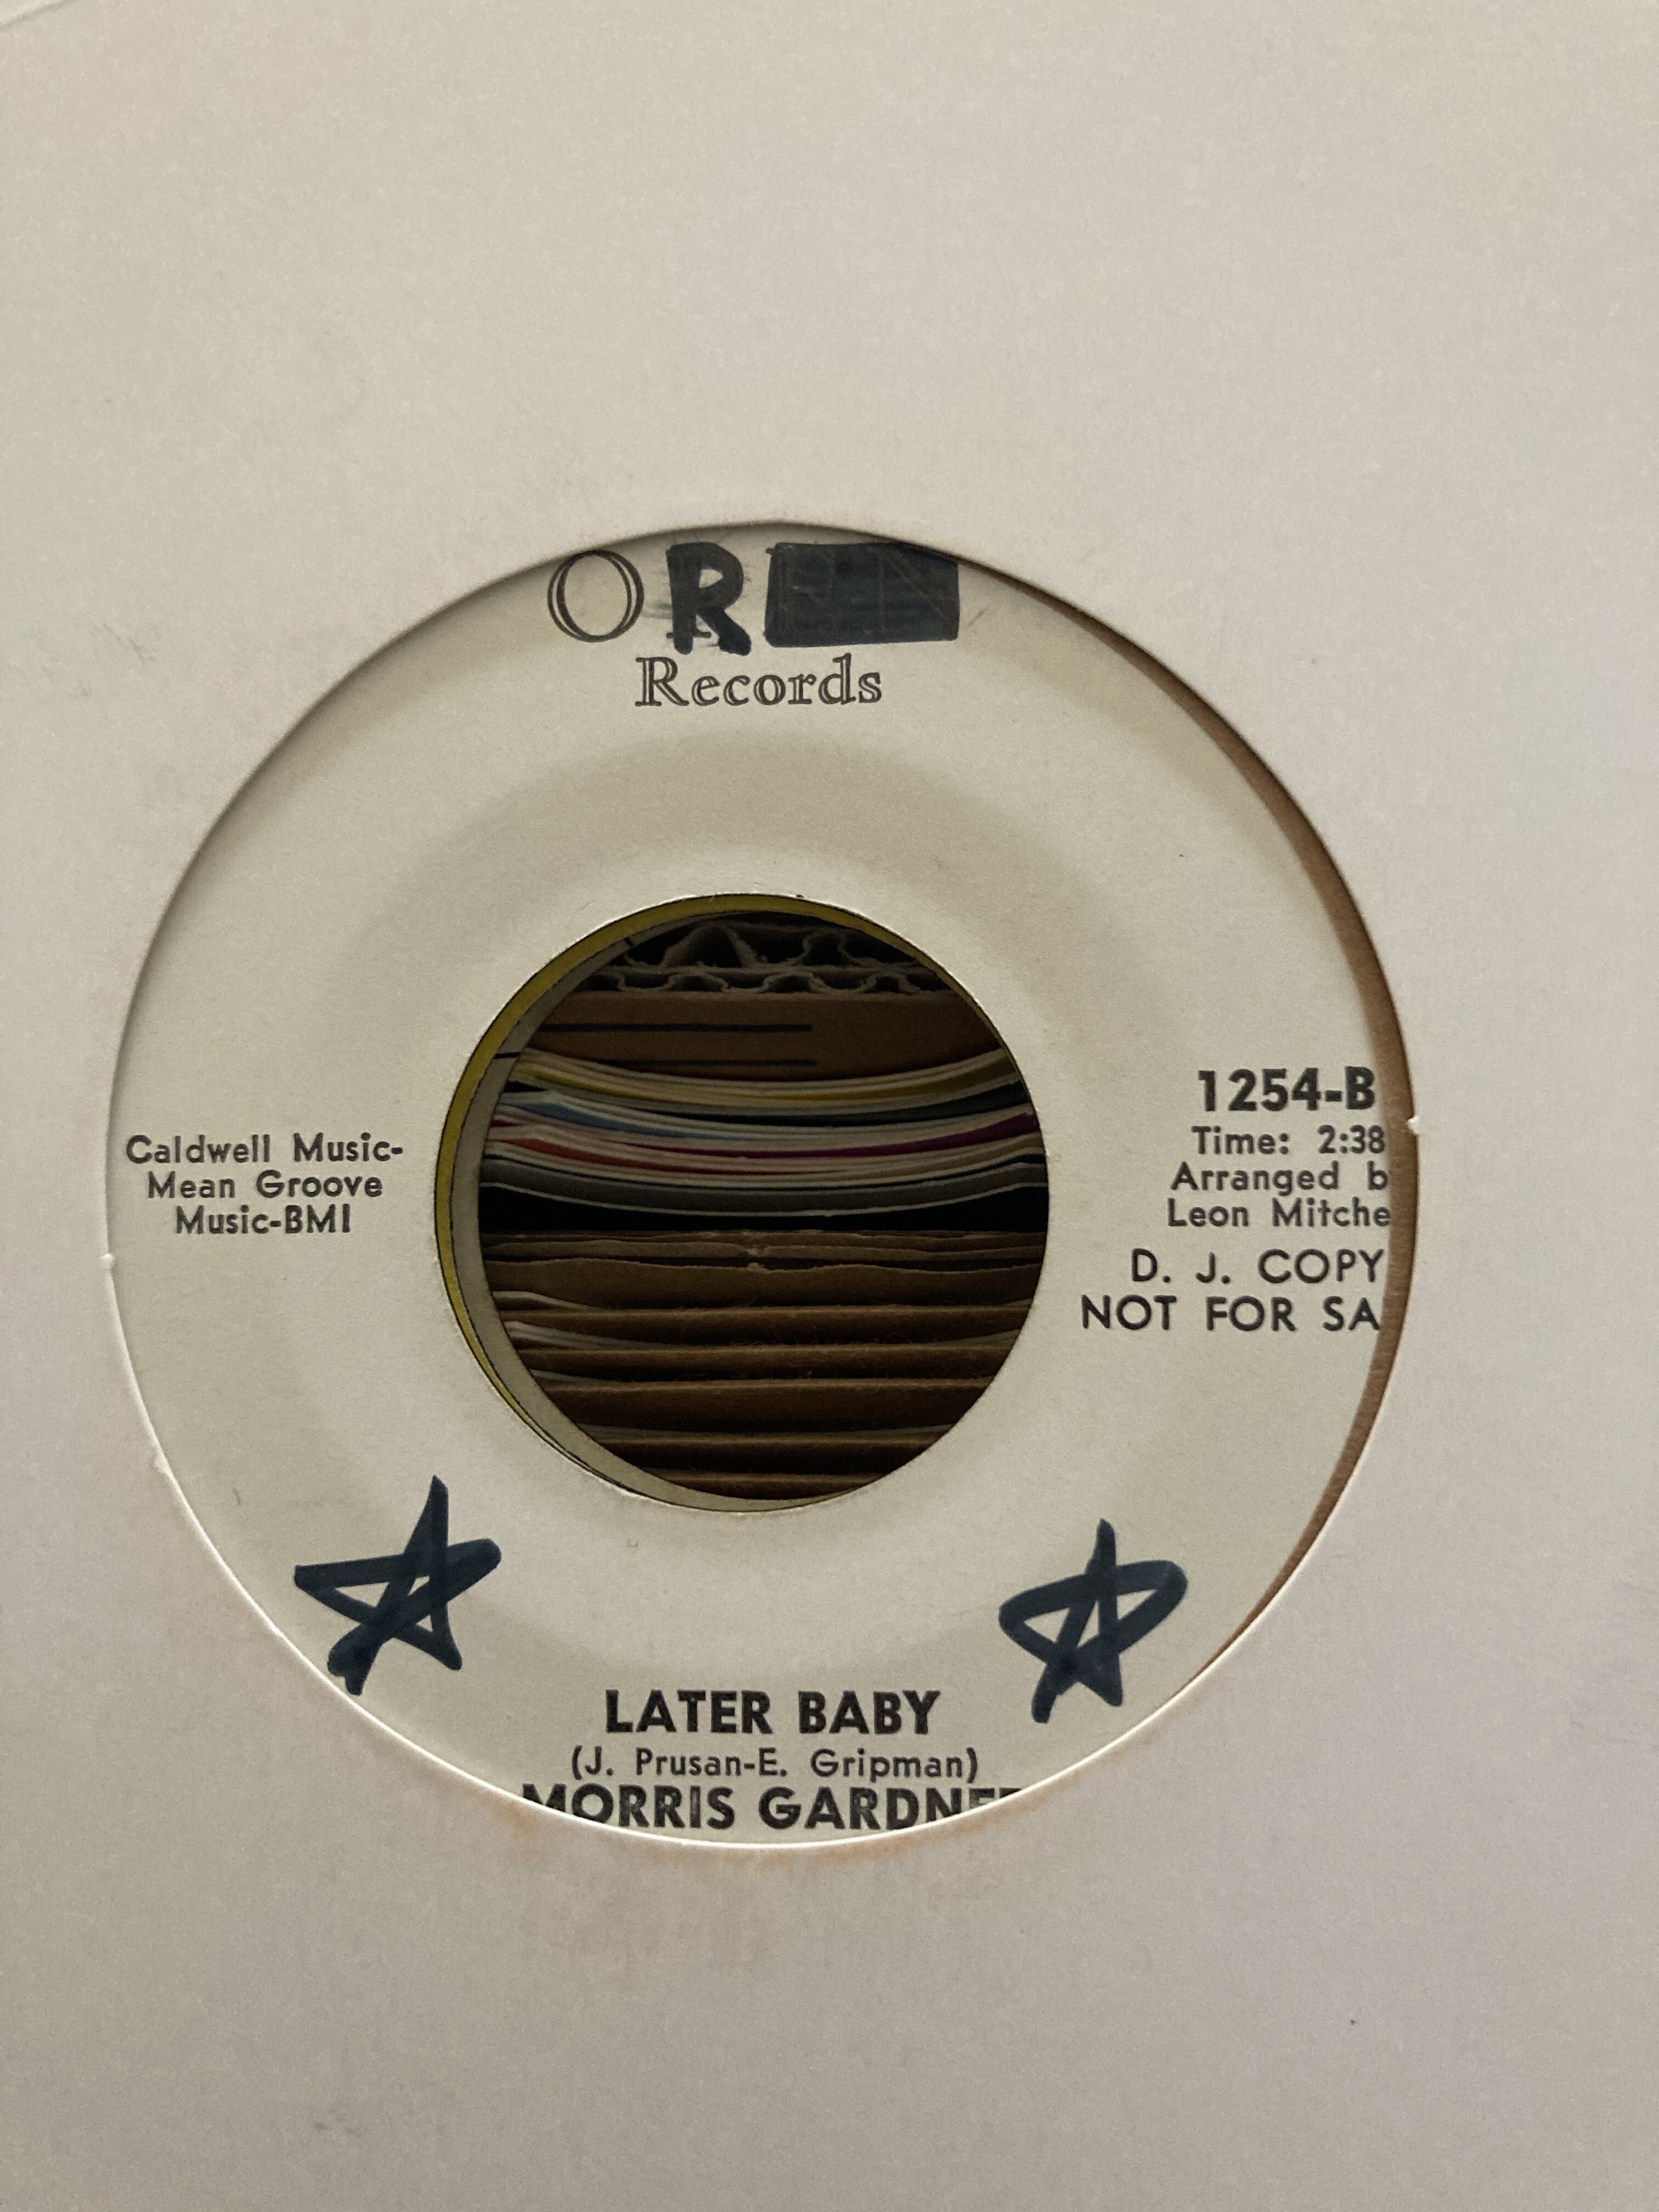 OR
Records
Caldwell Music-
Mean Groove
Music-BMI
1254-B
Time: 2:38
Arranged b
Leon Mitche
D. J. COPY
NOT FOR SA
LATER BABY
(J. Prusan-E. Gripman)
MORRIS GARDNE